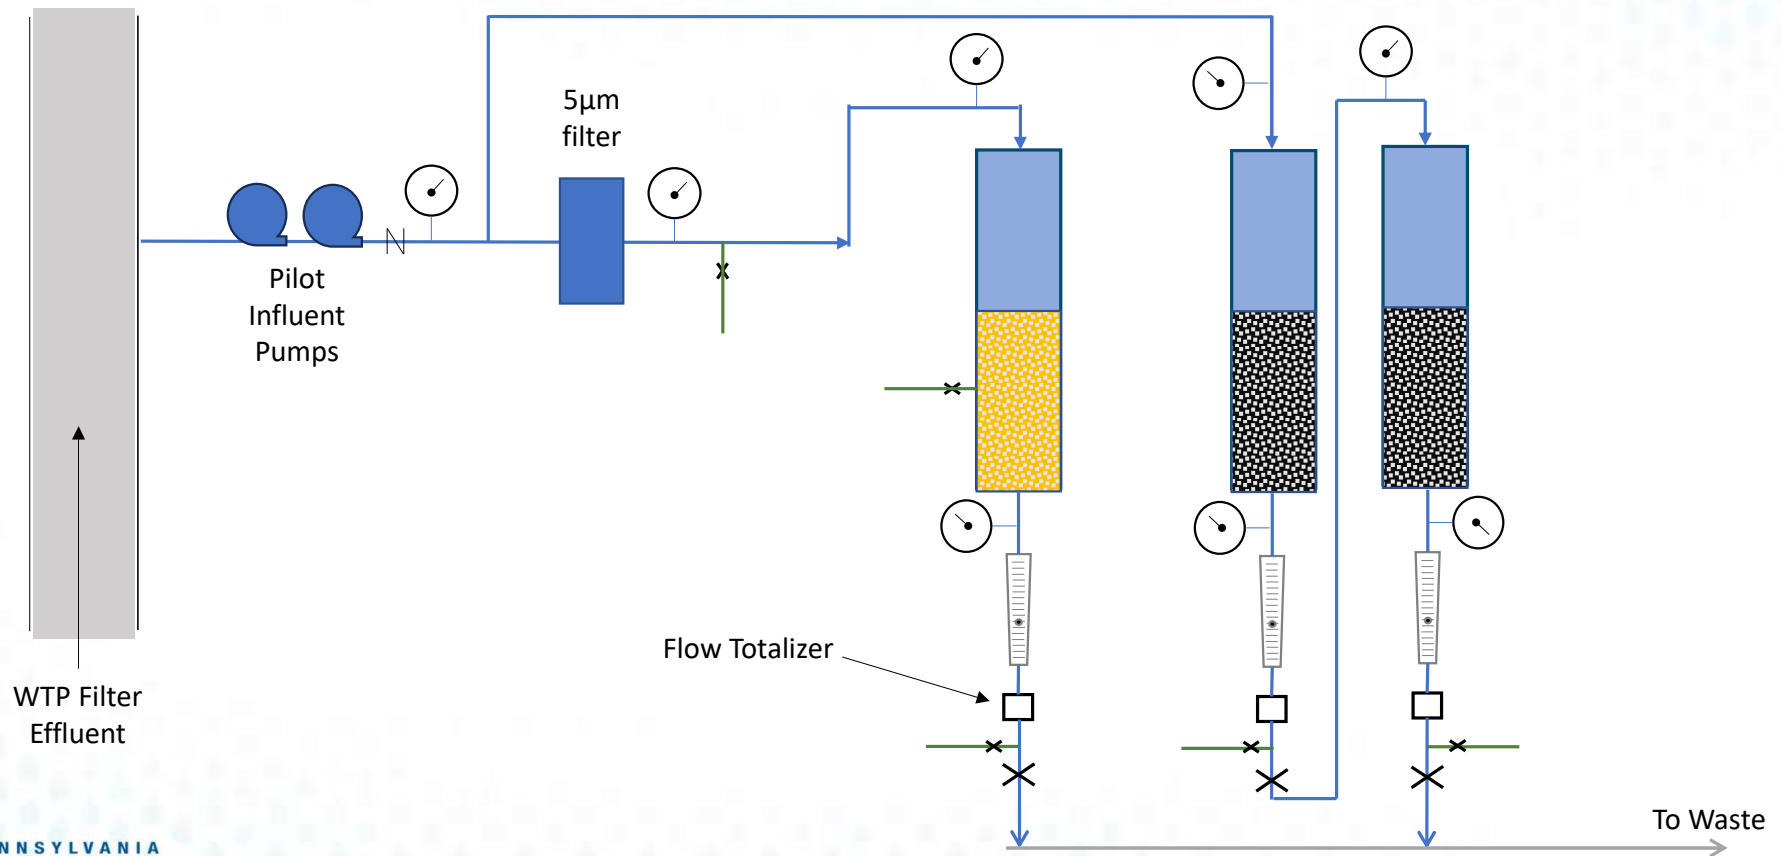 5µm
filter
Pilot
Influent
Pumps
N
Flow Totalizer
WTP Filter
Effluent
To Waste
NNSYLVANIA